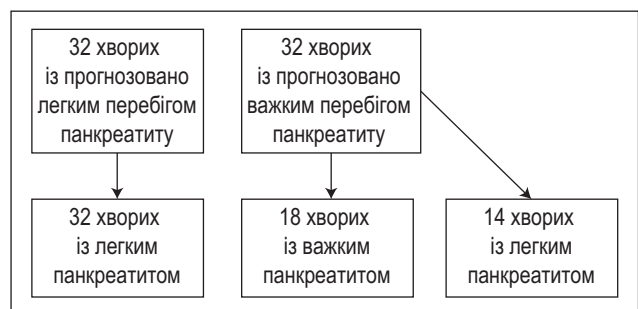 32 хворих
із прогнозовано
легким перебігом
панкреатиту
32 хворих
із прогнозовано
важким перебігом
панкреатиту
32 хворих
із легким
панкреатитом
18 хворих
із важким
панкреатитом
14 хворих
із легким
панкреатитом